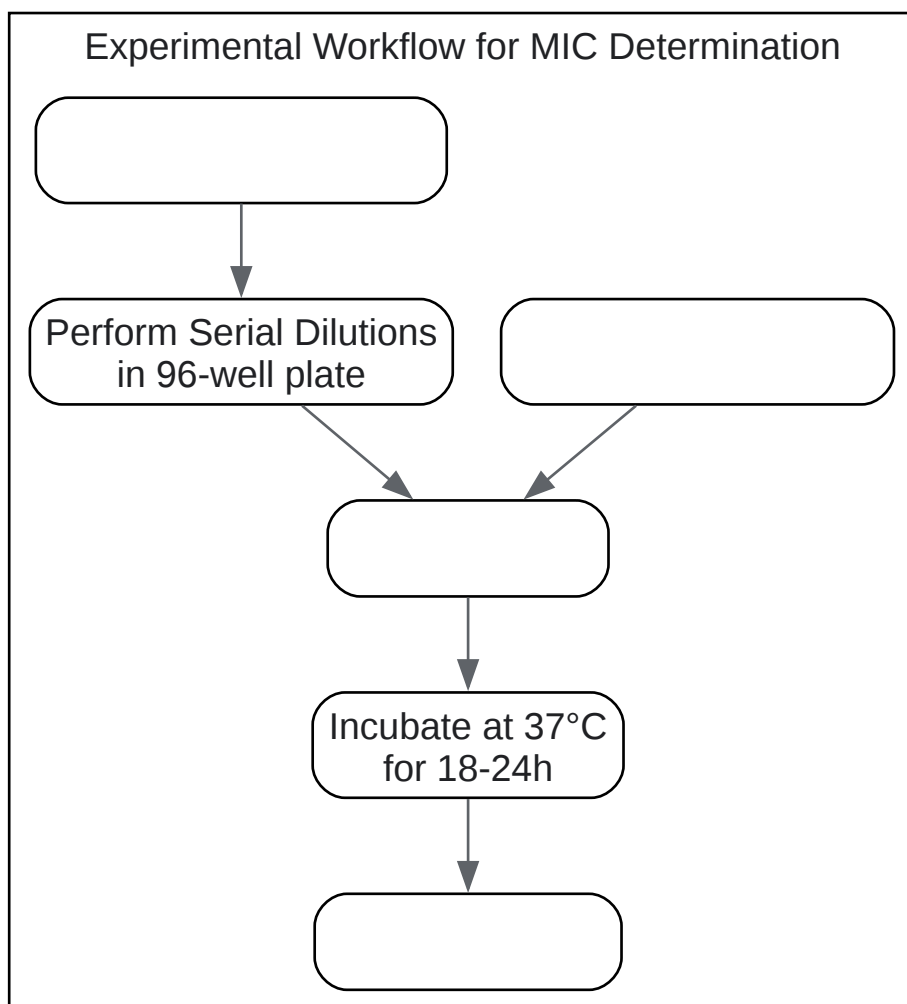 Experimental Workflow for MIC Determination
Perform Serial Dilutions
in 96-well plate
Incubate at 37°C
for 18-24h